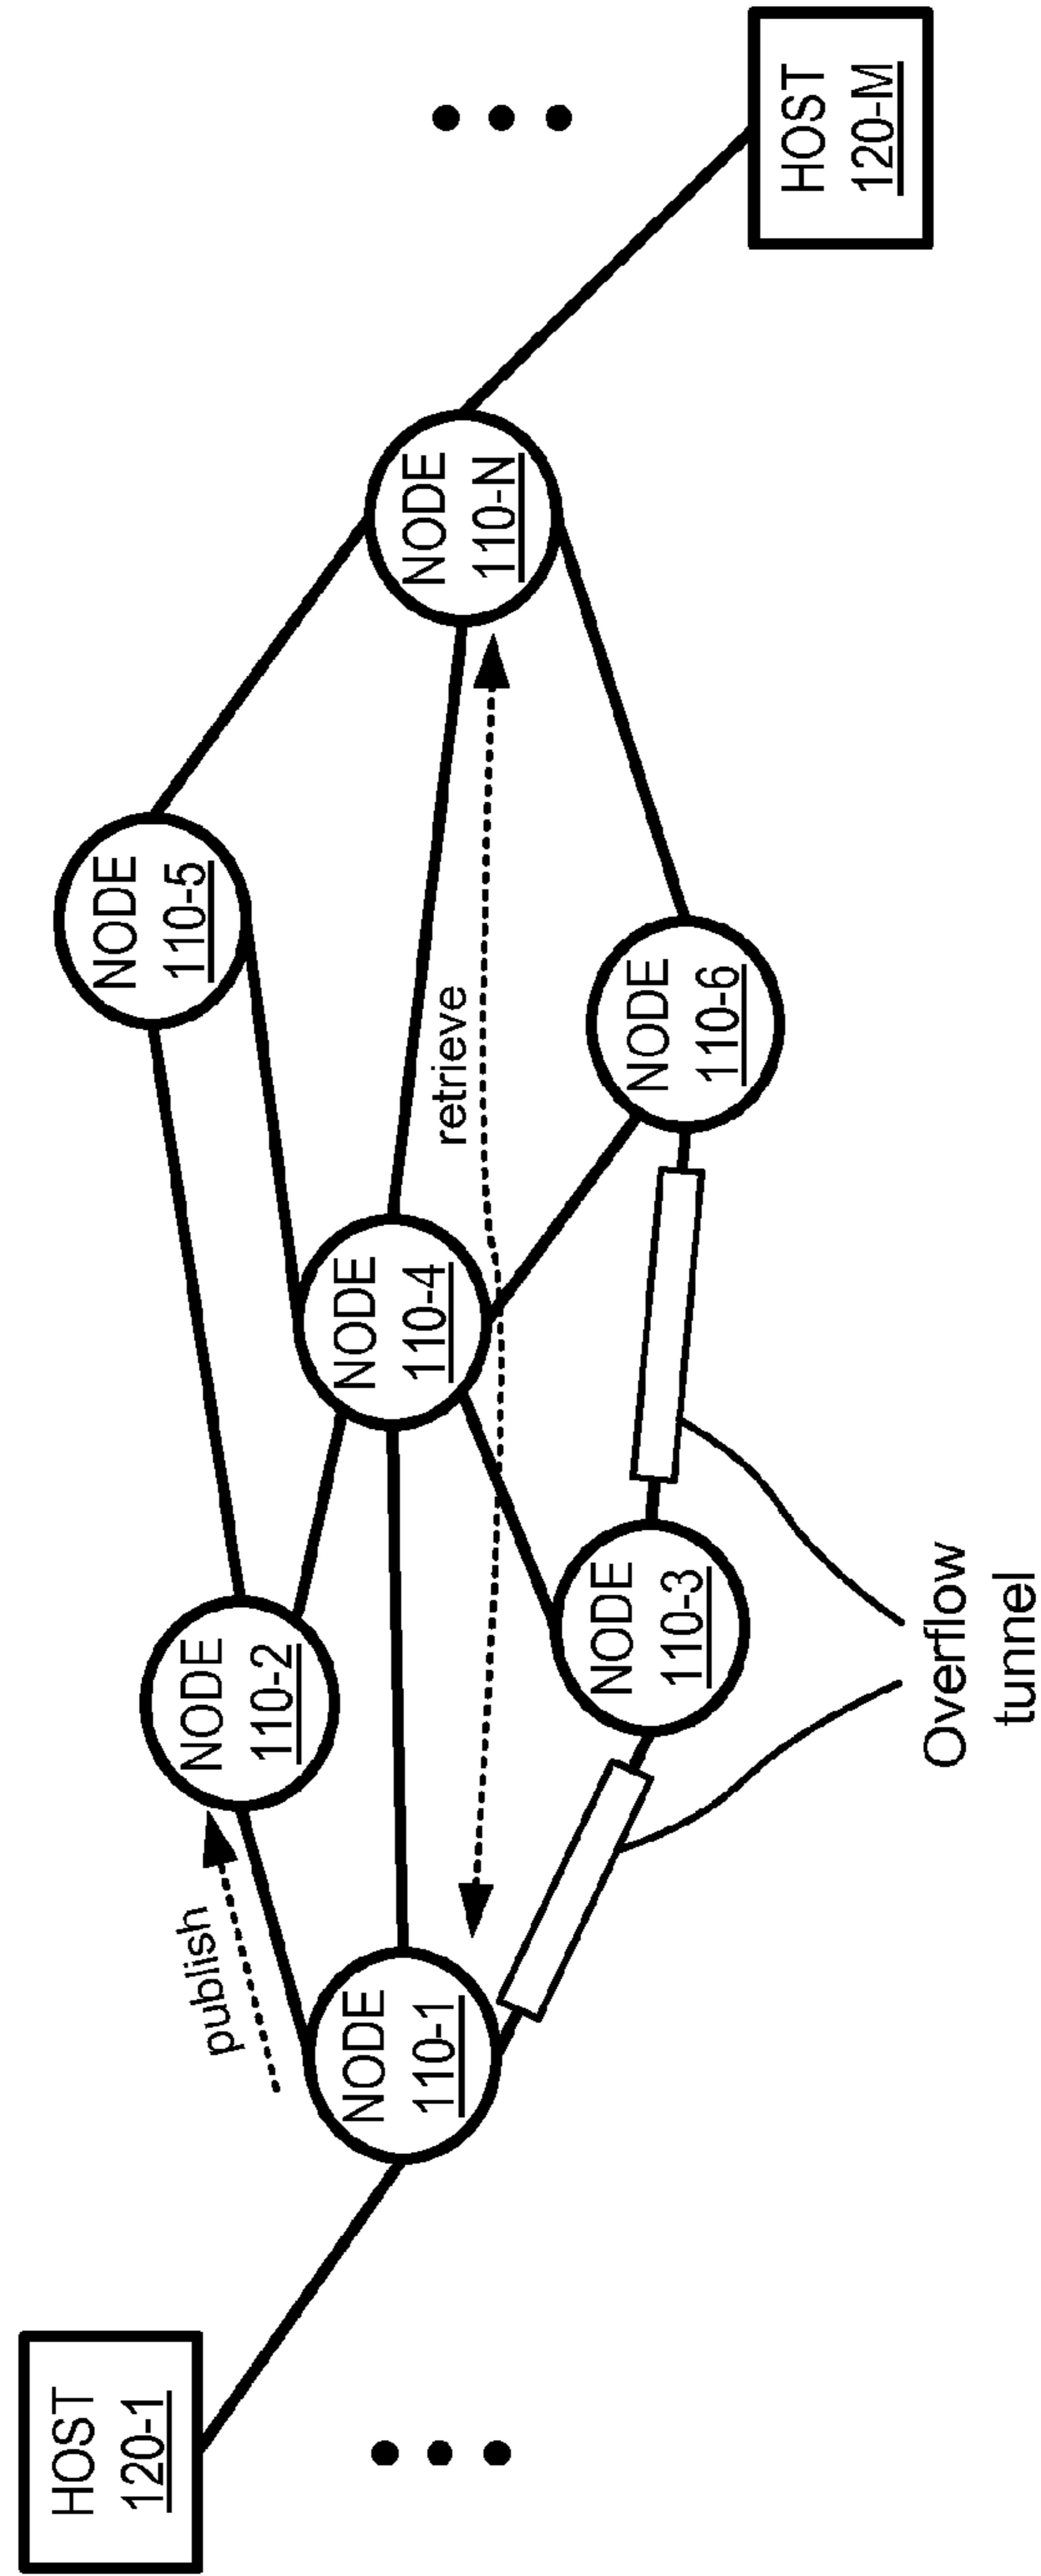 HOST
120-1
publish
NODE
110-1
NODE
110-2
NODE
110-3
Overflow
tunnel
NODE
110-4
retrieve
NODE
110-5
NODE
110-6
NODE
110-N
HOST
120-M